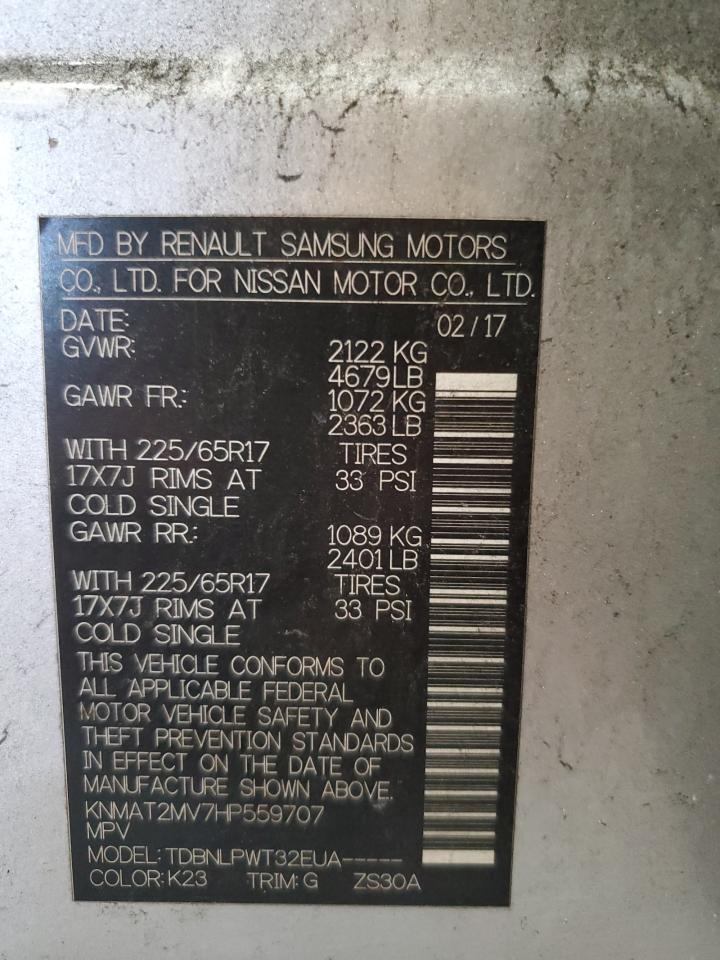 MFD BY RENAULT SAMSUNG MOTORS
CO., LTD. FOR NISSAN MOTOR CO., LTD.
DATE: 02/17
GVWR: 2122 KG
4679 LB
GAWR FR.: 1072 KG
2363 LB
WITH 225/65R17 TIRES
17X7J RIMS AT 33 PSI
COLD SINGLE
GAWR RR.: 1089 KG
2401 LB
WITH 225/65R17 TIRES
17X7J RIMS AT 33 PSI
COLD SINGLE
THIS VEHICLE CONFORMS TO
ALL APPLICABLE FEDERAL
MOTOR VEHICLE SAFETY AND
THEFT PREVENTION STANDARDS
IN EFFECT ON THE DATE OF
MANUFACTURE SHOWN ABOVE.
KNMAT2MV7HP559707
MPV
MODEL: TDBNLPWT32EUA-----
COLOR: K23 TRIM: G ZS30A